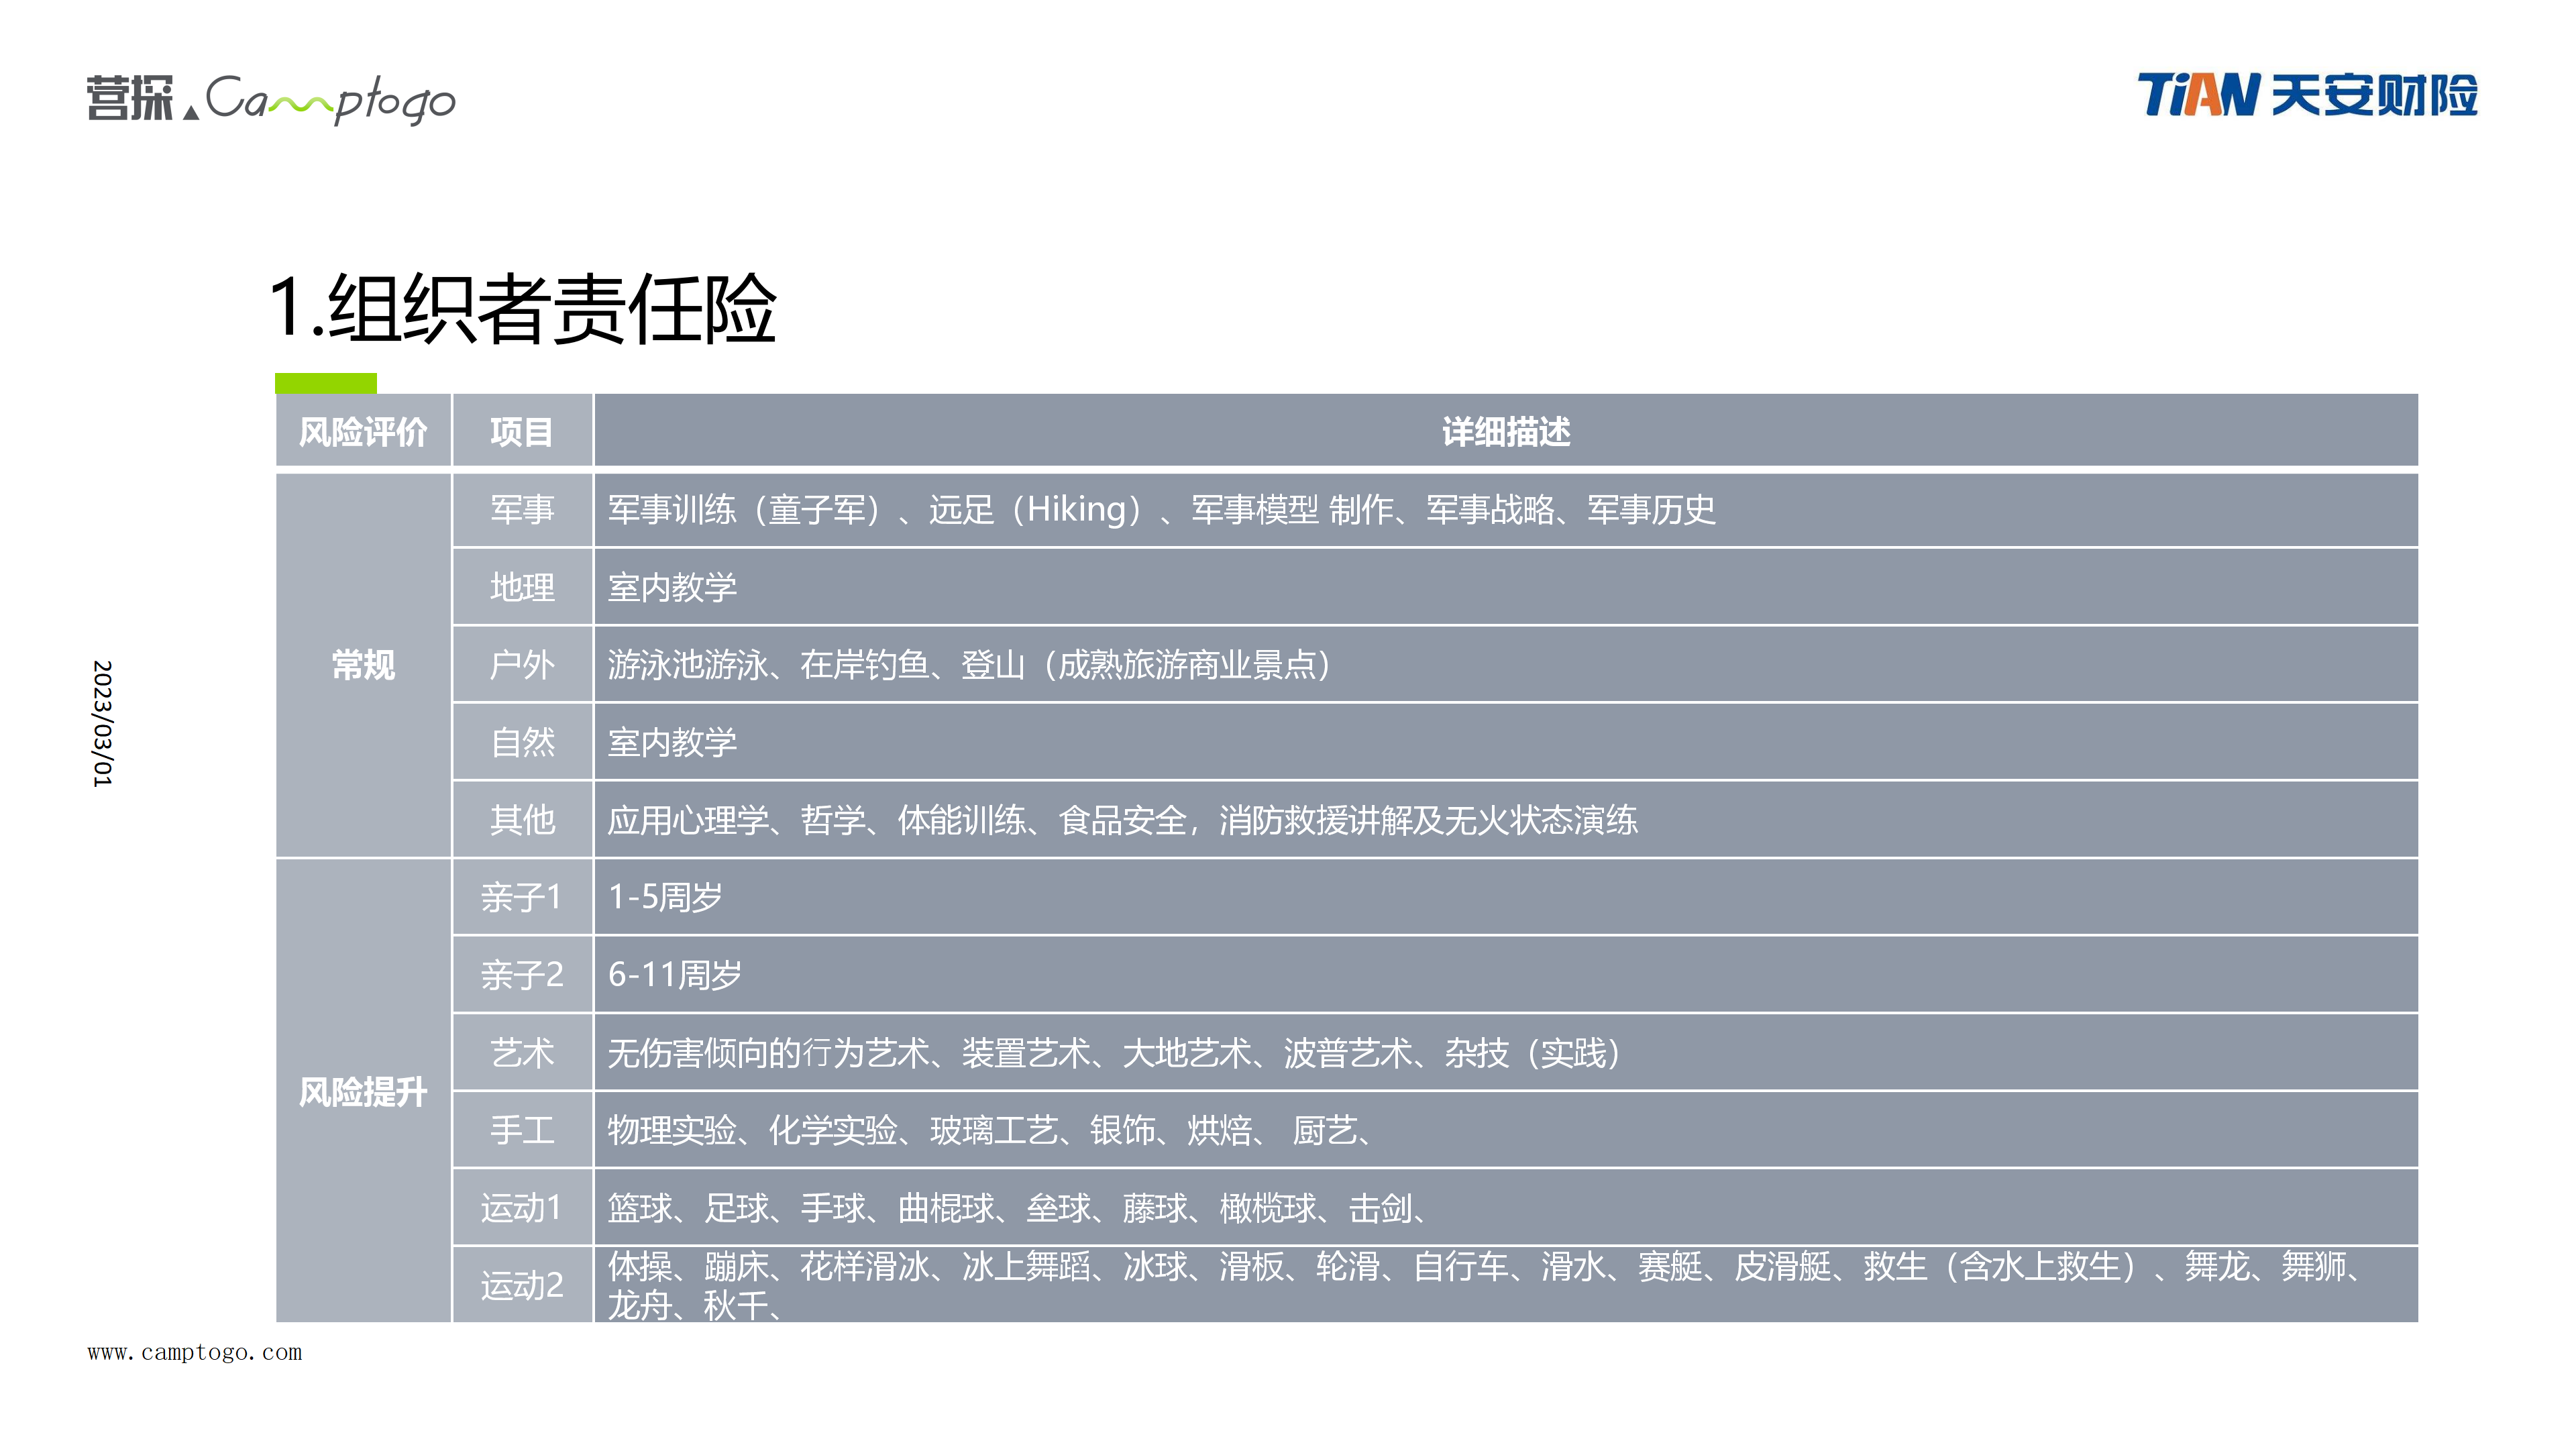 营探 Camptogo
TiAN 天安财险
1.组织者责任险
风险评价 项目 详细描述
常规
军事 军事训练（童子军）、远足（Hiking）、军事模型 制作、军事战略、军事历史
地理 室内教学
户外 游泳池游泳、在岸钓鱼、登山（成熟旅游商业景点）
自然 室内教学
其他 应用心理学、哲学、体能训练、食品安全，消防救援讲解及无火状态演练
风险提升
亲子1 1-5周岁
亲子2 6-11周岁
艺术 无伤害倾向的行为艺术、装置艺术、大地艺术、波普艺术、杂技（实践）
手工 物理实验、化学实验、玻璃工艺、银饰、烘焙、 厨艺、
运动1 篮球、足球、手球、曲棍球、垒球、藤球、橄榄球、击剑、
运动2 体操、蹦床、花样滑冰、冰上舞蹈、冰球、滑板、轮滑、自行车、滑水、赛艇、皮滑艇、救生（含水上救生）、舞龙、舞狮、
龙舟、秋千、
2023/03/01
www.camptogo.com